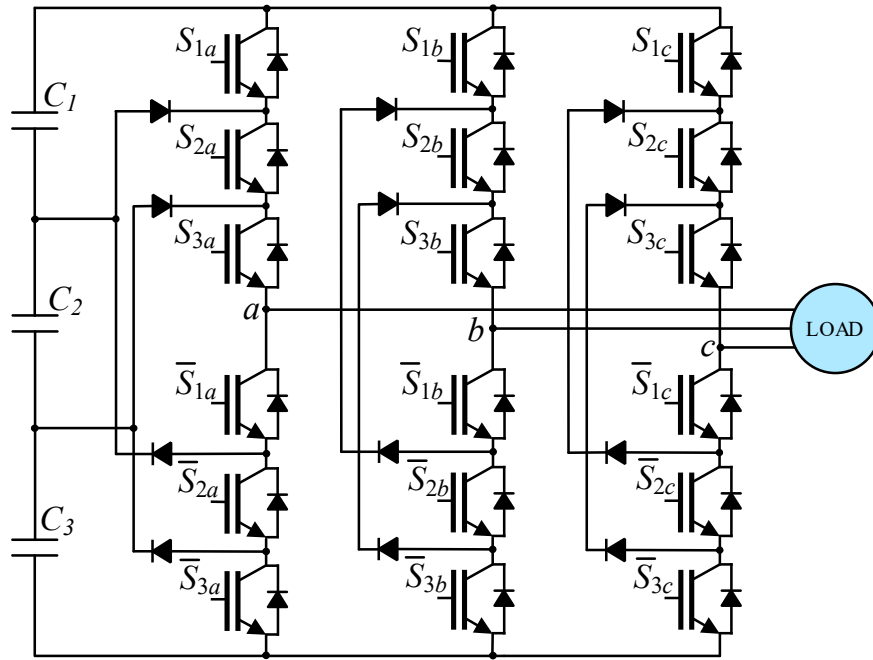 S1a S1b S1c
C1
S2a S2b S2c
S3a S3b S3c
C2
a
b
LOAD
c
S̅1a S̅1b S̅1c
S̅2a S̅2b S̅2c
C3
S̅3a S̅3b S̅3c